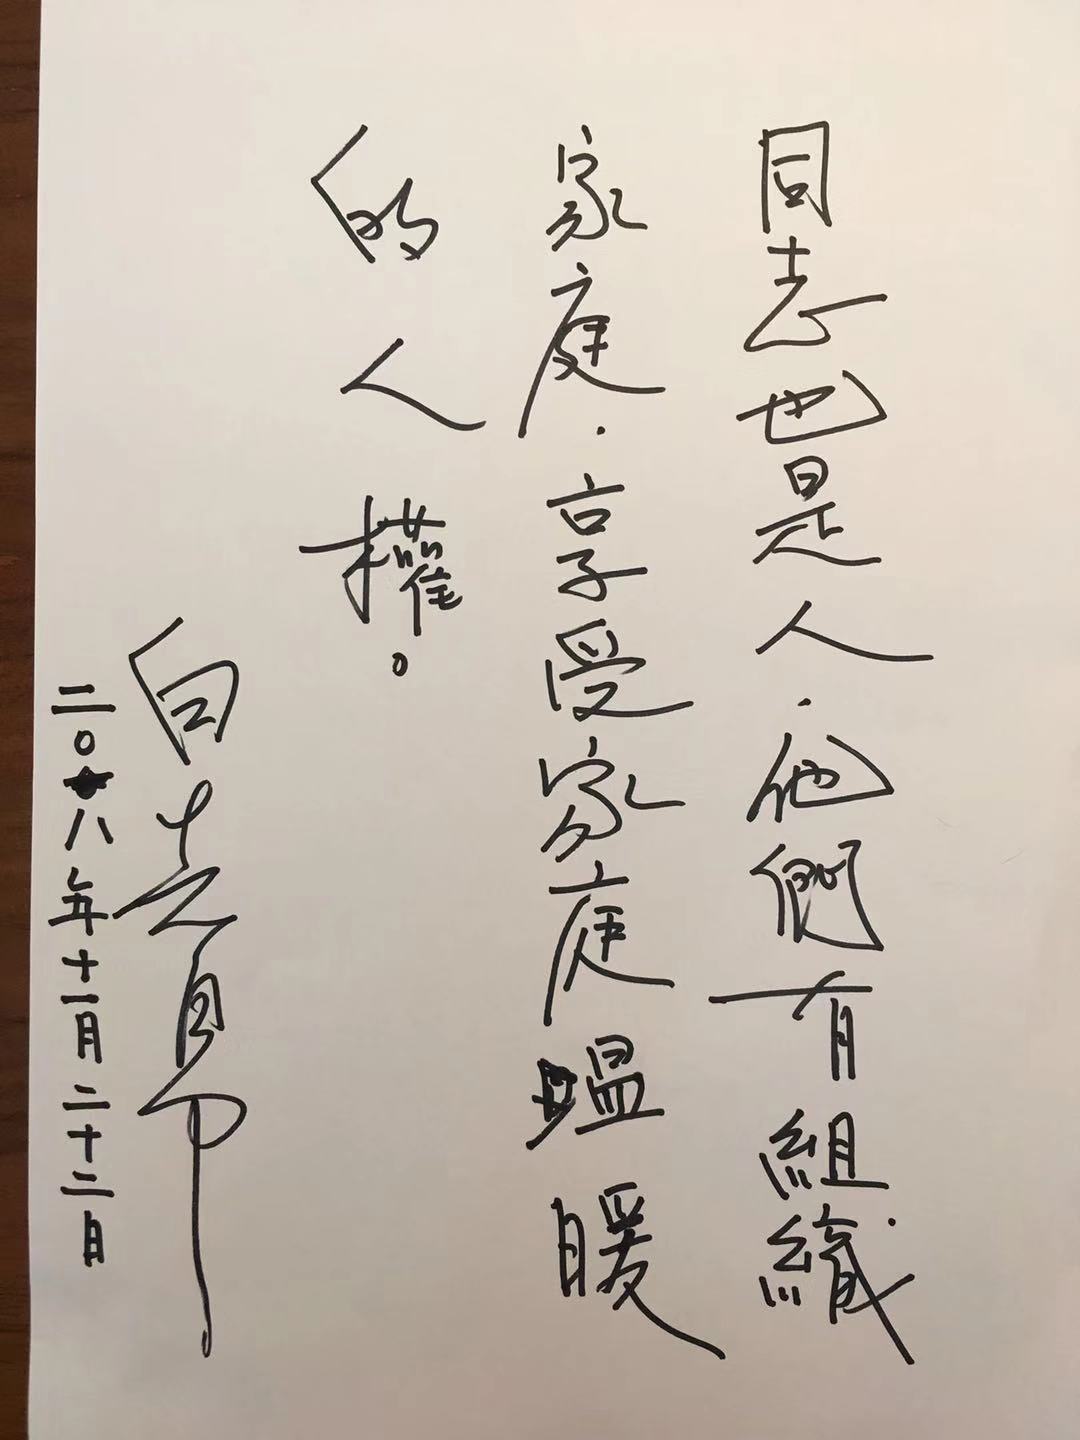 同志也是人.他們有組織
家庭.享受家庭溫暖
的人權。
白先勇
二〇八年十一月二十二日